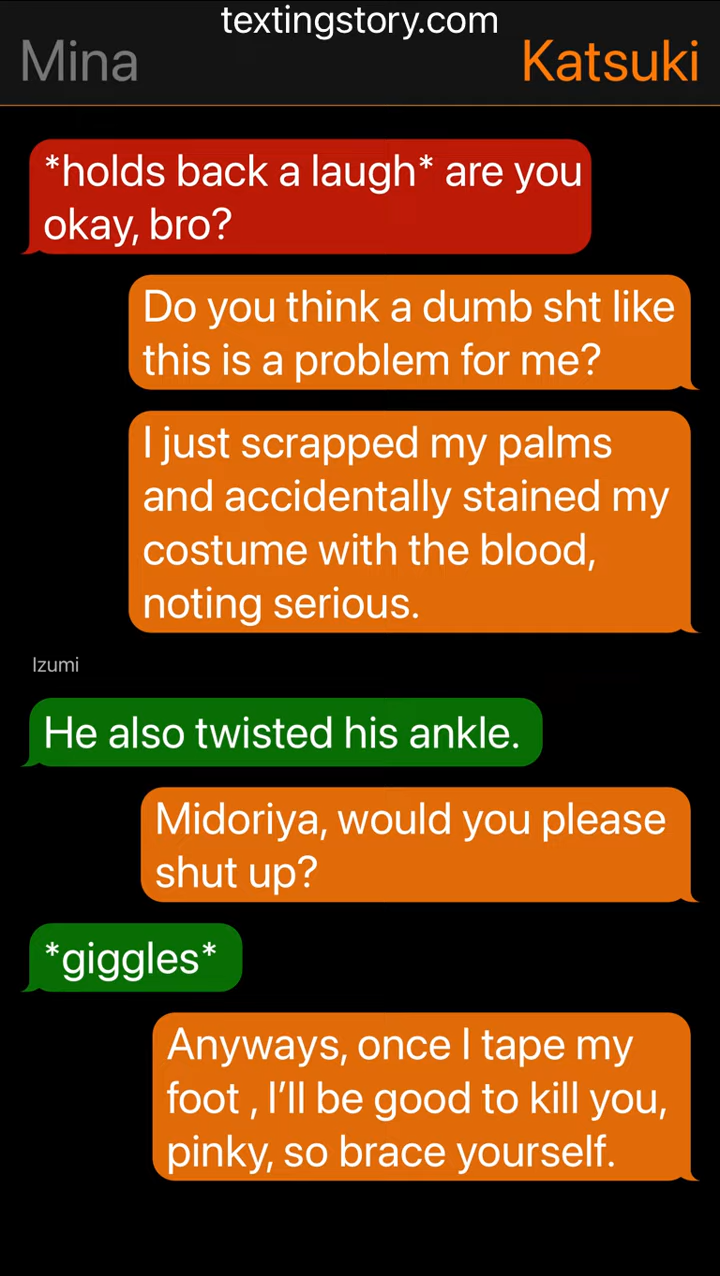 textingstory.com
Mina
Katsuki
*holds back a laugh* are you
okay, bro?
Do you think a dumb sht like
this is a problem for me?
I just scrapped my palms
and accidentally stained my
costume with the blood,
noting serious.
Izumi
He also twisted his ankle.
Midoriya, would you please
shut up?
*giggles*
Anyways, once I tape my
foot , I’ll be good to kill you,
pinky, so brace yourself.